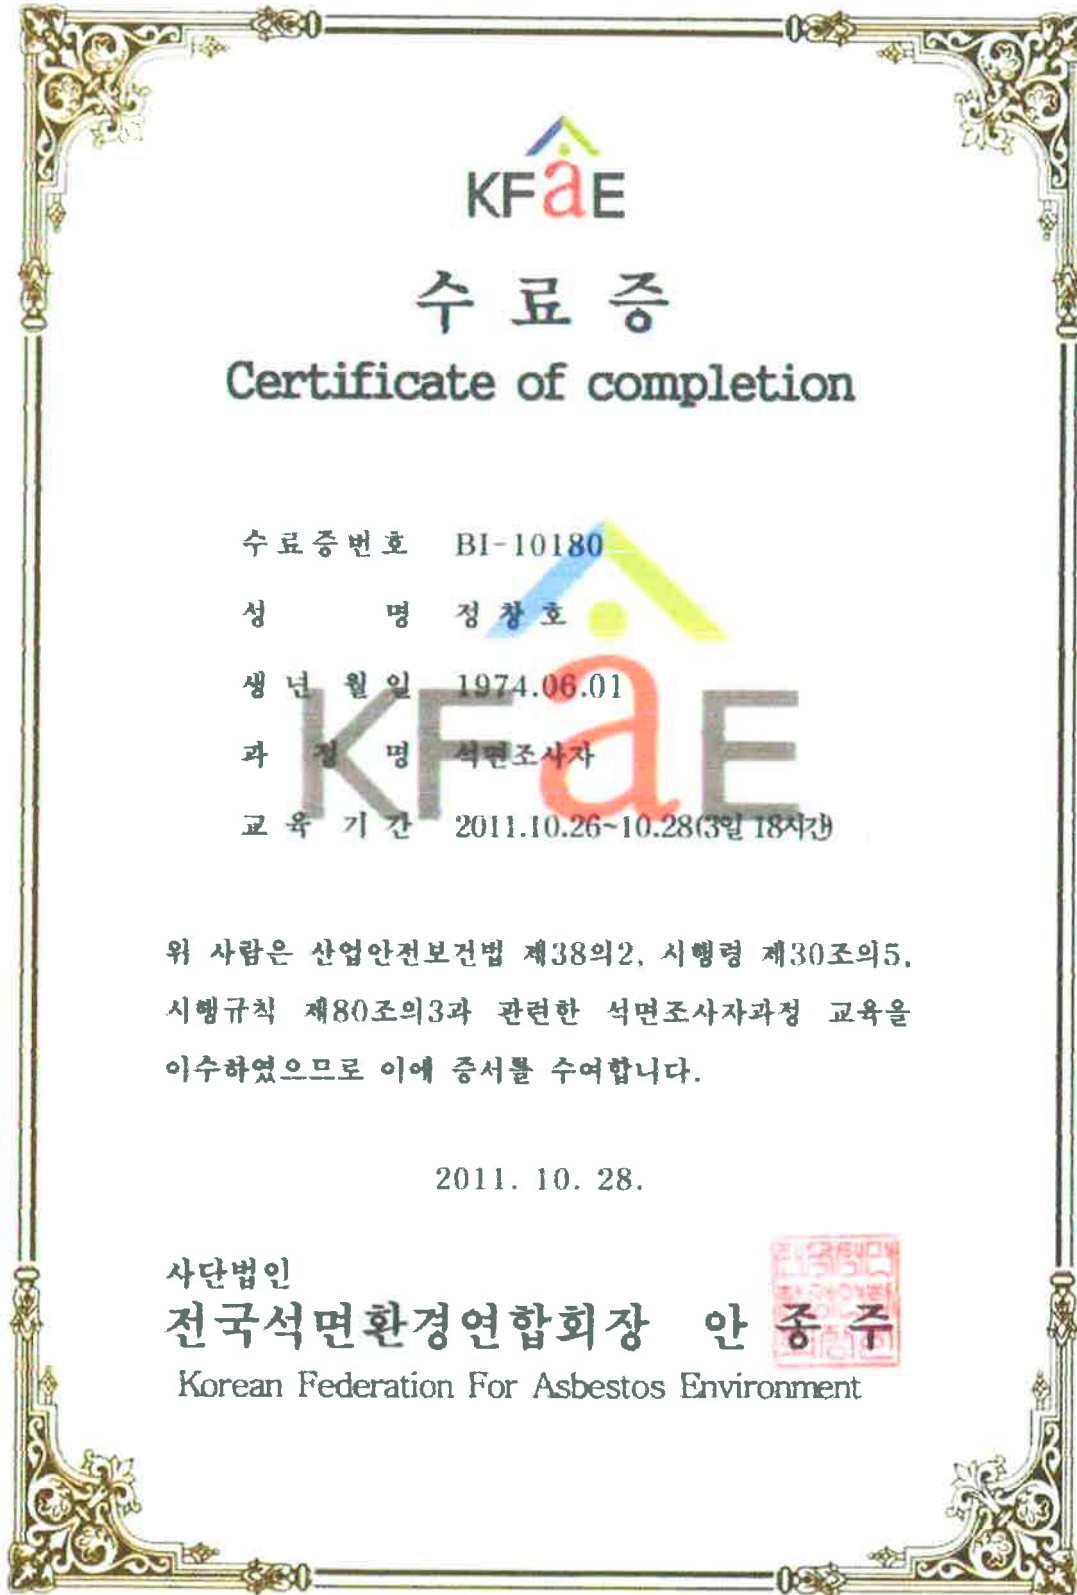 KFaE
수 료 증
Certificate of completion
수료증번호 BI-10180
성 명 정창호
생년월일 1974.06.01
과 정 명 석면조사자
교육기간 2011.10.26~10.28(3일 18시간)
KFaE
위 사람은 산업안전보건법 제38의2, 시행령 제30조의5,
시행규칙 제80조의3과 관련한 석면조사자과정 교육을
이수하였으므로 이에 증서를 수여합니다.
2011. 10. 28.
사단법인
전국석면환경연합회장 안 종 주
Korean Federation For Asbestos Environment